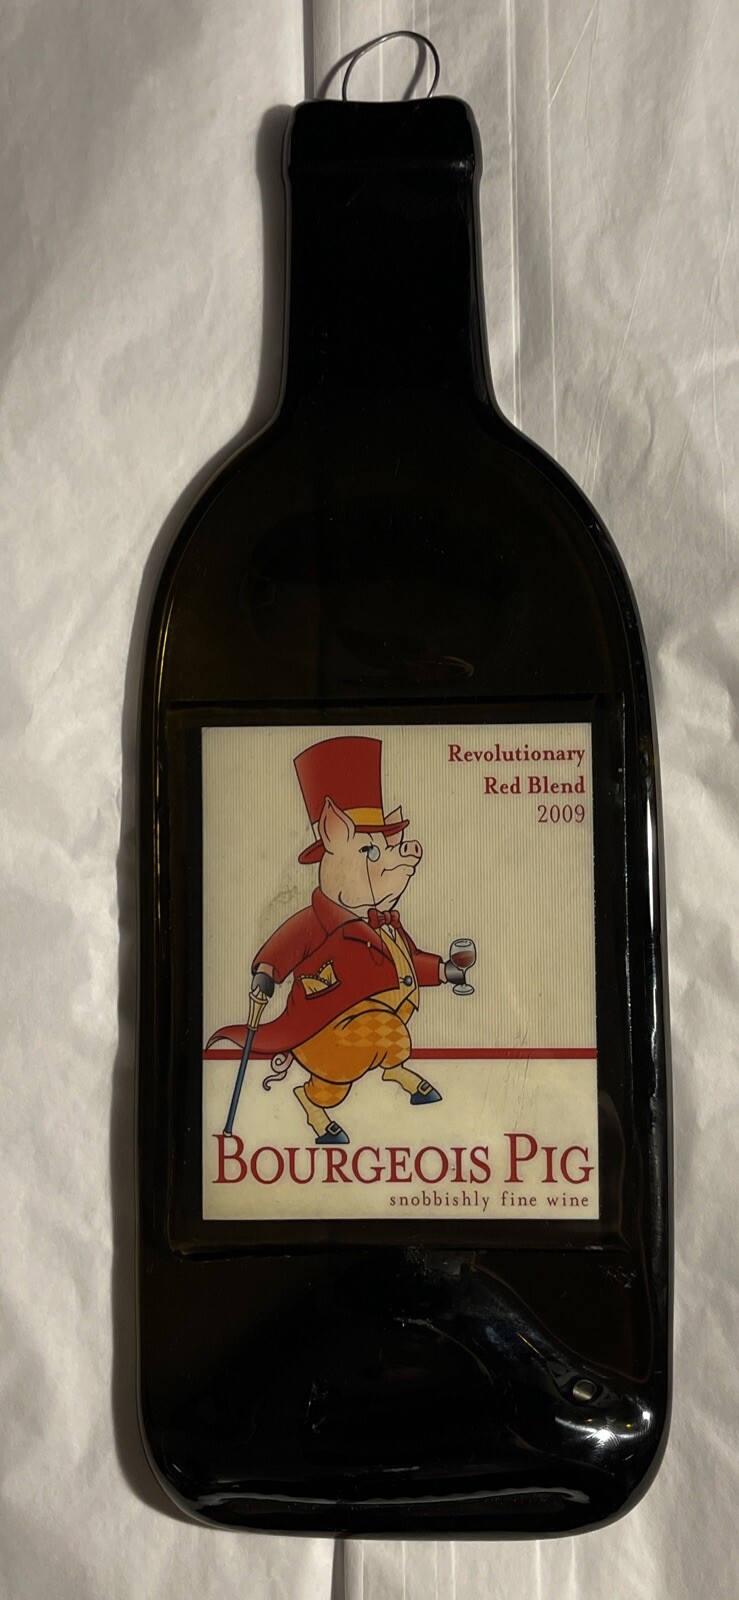 Revolutionary
Red Blend
2009
Bourgeois Pig
snobbishly fine wine